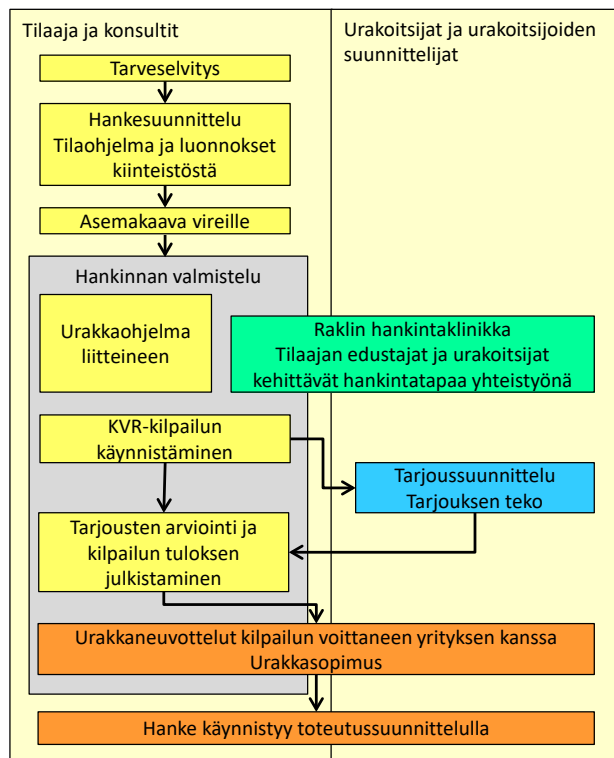 Tilaaja ja konsultit
Urakoitsijat ja urakoitsijoiden
suunnittelijat
Tarveselvitys
Hankesuunnittelu
Tilaohjelma ja luonnokset
kiinteistöstä
Asemakaava vireille
Hankinnan valmistelu
Urakkaohjelma
liitteineen
Raklin hankintaklinikka
Tilaajan edustajat ja urakoitsijat
kehittävät hankintatapaa yhteistyönä
KVR-kilpailun
käynnistäminen
Tarjoussuunnittelu
Tarjouksen teko
Tarjousten arviointi ja
kilpailun tuloksen
julkistaminen
Urakkaneuvottelut kilpailun voittaneen yrityksen kanssa
Urakkasopimus
Hanke käynnistyy toteutussuunnittelulla